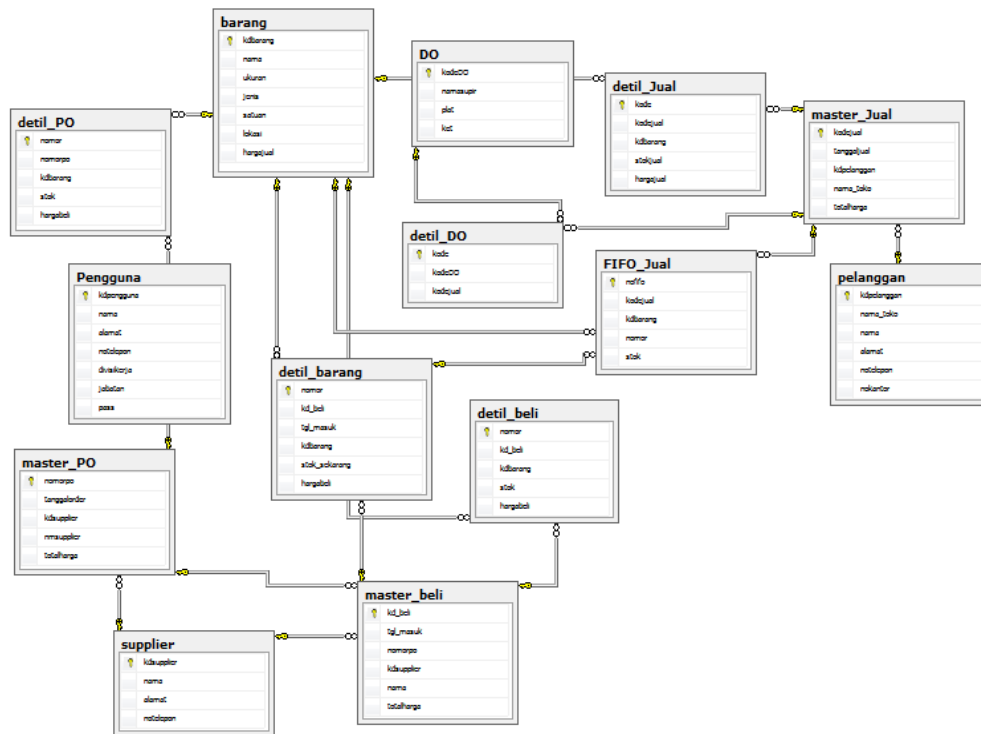 barang
kdbarang
nama
ukuran
jenis
satuan
lokasi
hargajual
DO
kodeDO
namasupir
plat
ket
detil_Jual
kode
kodejual
kdbarang
stokjual
hargajual
master_Jual
kodejual
tanggaljual
kdpelanggan
nama_toko
totalharga
detil_PO
nomor
nomorpo
kdbarang
stok
hargabeli
detil_DO
kode
kodeDO
kodejual
FIFO_Jual
nofifo
kodejual
kdbarang
nomor
stok
pelanggan
kdpelanggan
nama_toko
nama
alamat
notelepon
nokantor
Pengguna
kdpengguna
nama
alamat
notelepon
divisikerja
jabatan
pass
detil_barang
nomor
kd_beli
tgl_masuk
kdbarang
stok_sekarang
hargabeli
detil_beli
nomor
kd_beli
kdbarang
stok
hargabeli
master_PO
nomorpo
tanggalorder
kdsupplier
nmsupplier
totalharga
master_beli
kd_beli
tgl_masuk
nomorpo
kdsupplier
nama
totalharga
supplier
kdsupplier
nama
alamat
notelepon